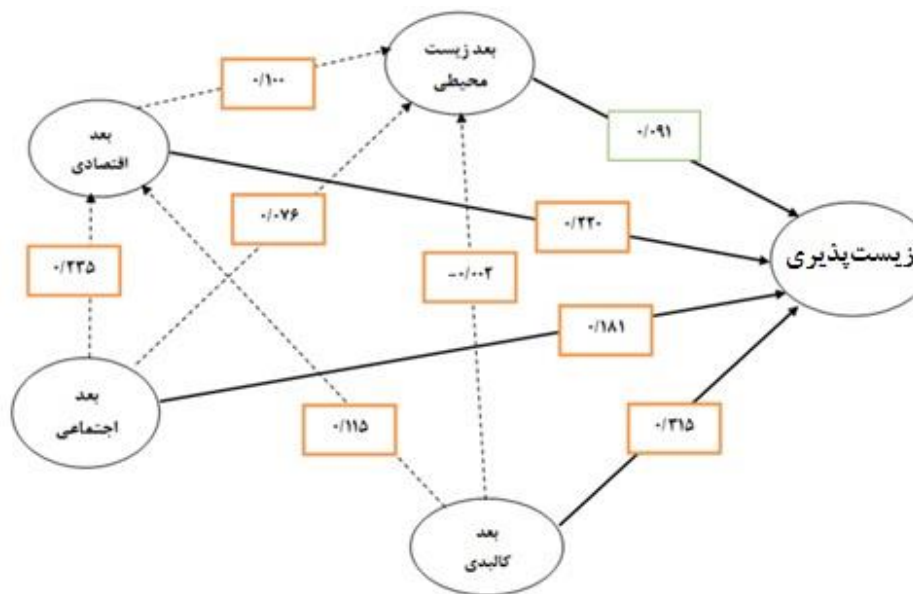 بعد زیست
محیطی
۰/۱۰۰
۰/۰۹۱
بعد
اقتصادی
۰/۰۷۶
۰/۲۲۰
زیست‌پذیری
۰/۲۳۵
-۰/۰۰۲
۰/۱۸۱
بعد
اجتماعی
۰/۱۱۵
۰/۳۱۵
بعد
کالبدی